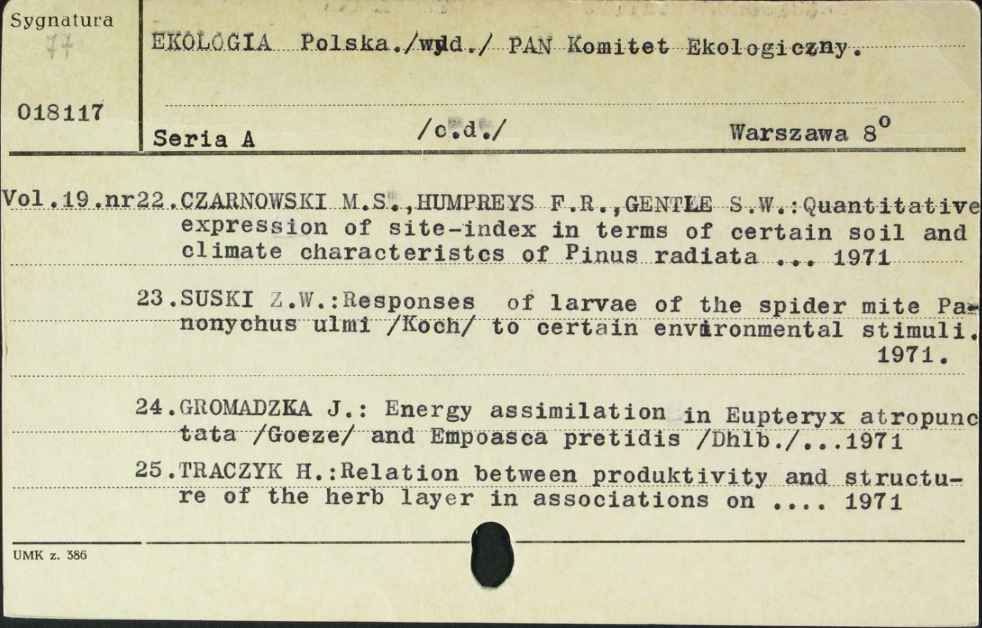 Sygnatura
77
EKOLOGIA Polska./wyd./ PAN Komitet Ekologiczny.
018117
Seria A /c.d./ Warszawa 8°
Vol.19.nr22.CZARNOWSKI M.S.,HUMPREYS F.R.,GENTLE S.W.:Quantitative
expression of site-index in terms of certain soil and
climate characteristcs of Pinus radiata ... 1971
23.SUSKI Z.W.:Responses of larvae of the spider mite Pa-
nonychus ulmi /Koch/ to certain environmental stimuli.
1971.
24.GROMADZKA J.: Energy assimilation in Eupteryx atropunc
tata /Goeze/ and Empoasca pretidis /Dhlb./...1971
25.TRACZYK H.:Relation between produktivity and structu-
re of the herb layer in associations on .... 1971
UMK z. 386